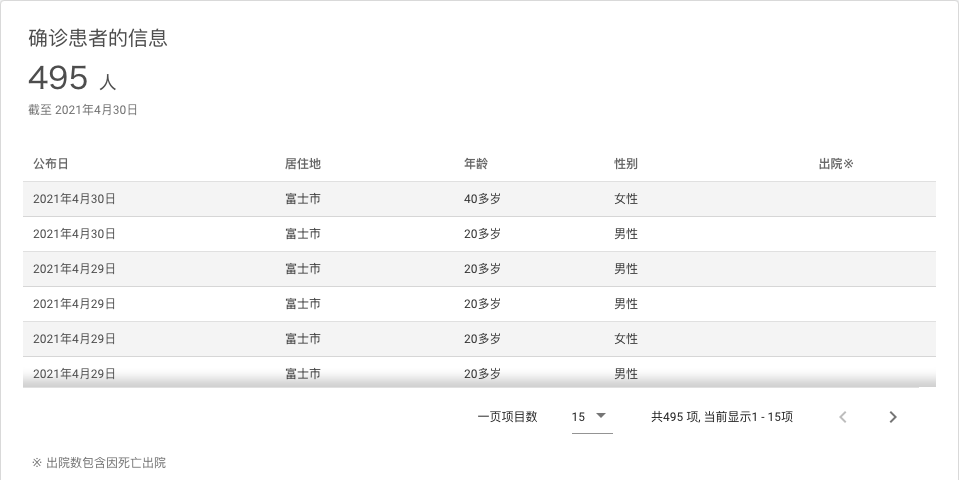 确诊患者的信息
495 人
截至 2021年4月30日
公布日 居住地 年龄 性别 出院※
2021年4月30日 富士市 40多岁 女性
2021年4月30日 富士市 20多岁 男性
2021年4月29日 富士市 20多岁 男性
2021年4月29日 富士市 20多岁 男性
2021年4月29日 富士市 20多岁 女性
2021年4月29日 富士市 20多岁 男性
一页项目数 15 共495 项, 当前显示1 - 15项
※ 出院数包含因死亡出院